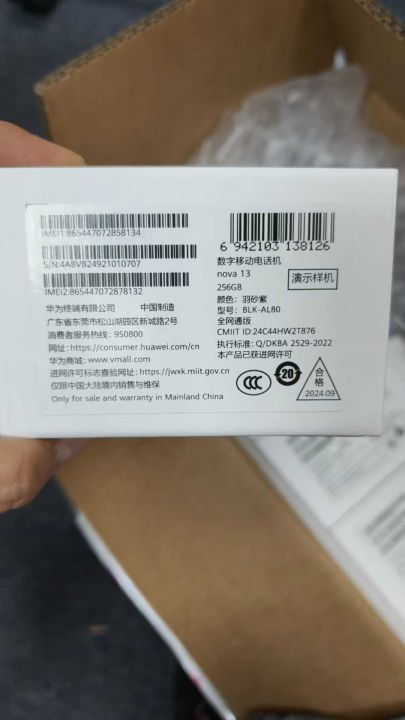 IMEI1:865447072858134
S/N:4ABVB24921010707
IMEI2:865447072878132
华为终端有限公司 中国制造
广东省东莞市松山湖园区新城路2号
消费者服务热线: 950800
网址: https://consumer.huawei.com/cn
华为商城: www.vmall.com
进网许可标志查验网址: https://jwxk.miit.gov.cn
仅限中国大陆境内销售与维保
Only for sale and warranty in Mainland China
6 942103 138126
数字移动电话机
nova 13
256GB
演示样机
颜色: 羽砂紫
型号: BLK-AL80
全网通版
CMIIT ID:24C44HW2T876
执行标准: Q/DKBA 2529-2022
本产品已获进网许可
CCC
20
合格
2024.09